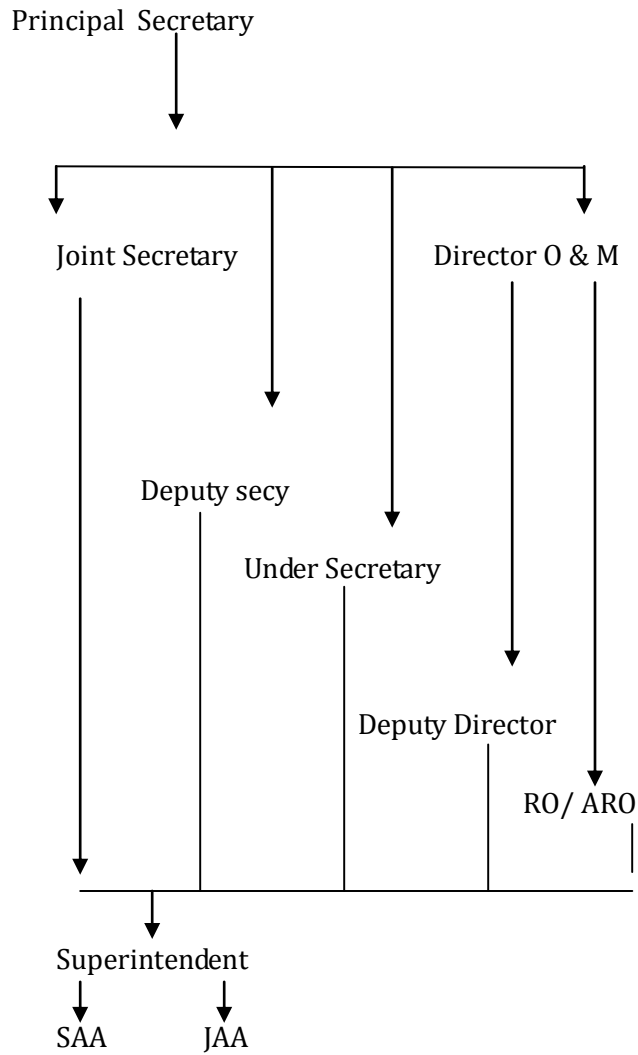 Principal Secretary
Joint Secretary
Director O & M
Deputy secy
Under Secretary
Deputy Director
RO/ ARO
Superintendent
SAA
JAA